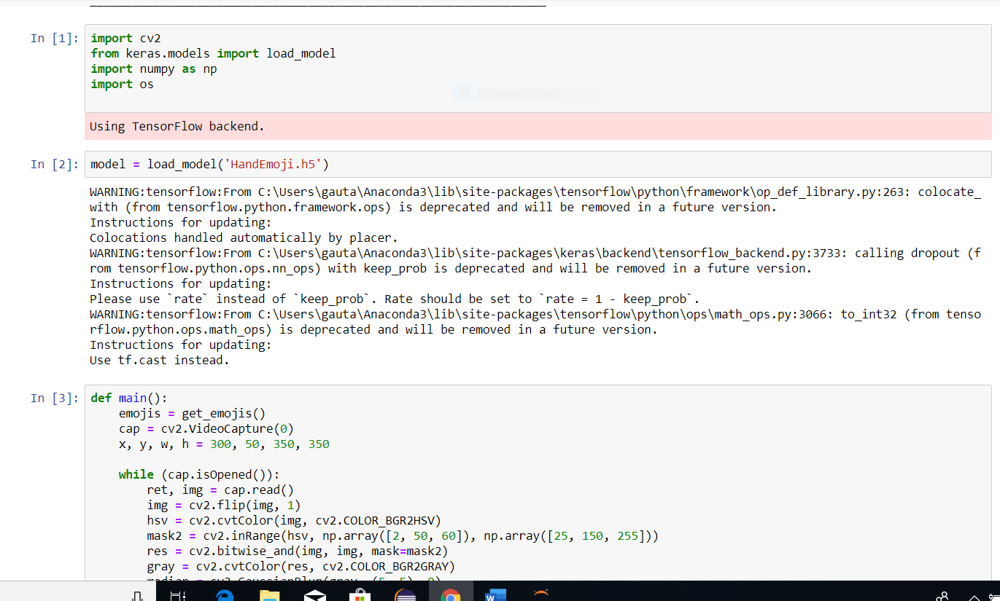 In [1]: import cv2
from keras.models import load_model
import numpy as np
import os
Rectangular Snip
Using TensorFlow backend.
In [2]: model = load_model('HandEmoji.h5')
WARNING:tensorflow:From C:\Users\gauta\Anaconda3\lib\site-packages\tensorflow\python\framework\op_def_library.py:263: colocate_
with (from tensorflow.python.framework.ops) is deprecated and will be removed in a future version.
Instructions for updating:
Colocations handled automatically by placer.
WARNING:tensorflow:From C:\Users\gauta\Anaconda3\lib\site-packages\keras\backend\tensorflow_backend.py:3733: calling dropout (f
rom tensorflow.python.ops.nn_ops) with keep_prob is deprecated and will be removed in a future version.
Instructions for updating:
Please use `rate` instead of `keep_prob`. Rate should be set to `rate = 1 - keep_prob`.
WARNING:tensorflow:From C:\Users\gauta\Anaconda3\lib\site-packages\tensorflow\python\ops\math_ops.py:3066: to_int32 (from tenso
rflow.python.ops.math_ops) is deprecated and will be removed in a future version.
Instructions for updating:
Use tf.cast instead.
In [3]: def main():
    emojis = get_emojis()
    cap = cv2.VideoCapture(0)
    x, y, w, h = 300, 50, 350, 350
    while (cap.isOpened()):
        ret, img = cap.read()
        img = cv2.flip(img, 1)
        hsv = cv2.cvtColor(img, cv2.COLOR_BGR2HSV)
        mask2 = cv2.inRange(hsv, np.array([2, 50, 60]), np.array([25, 150, 255]))
        res = cv2.bitwise_and(img, img, mask=mask2)
        gray = cv2.cvtColor(res, cv2.COLOR_BGR2GRAY)
        median = cv2.GaussianBlur(gray, (5, 5), 0)